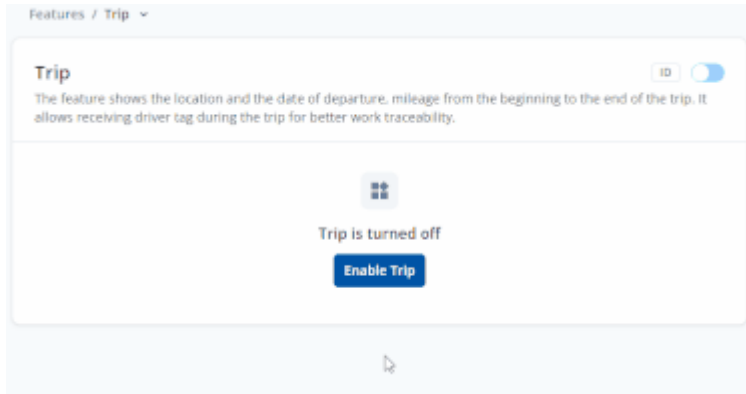 Features / Trip
Trip
ID
The feature shows the location and the date of departure, mileage from the beginning to the end of the trip. It
allows receiving driver tag during the trip for better work traceability.
Trip is turned off
Enable Trip